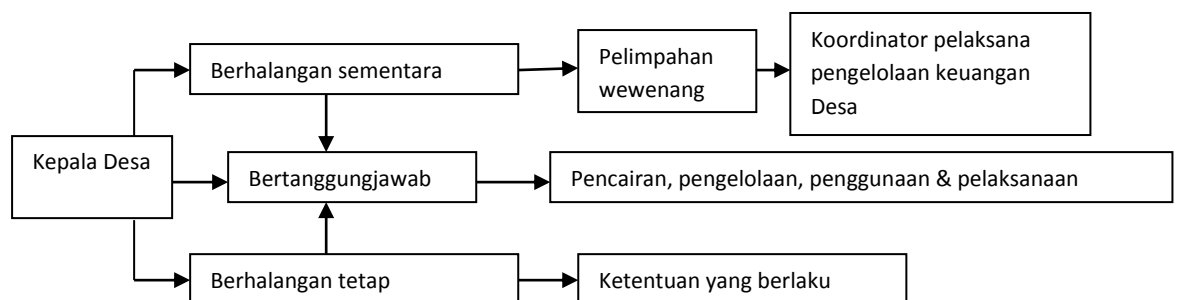 Kepala Desa
Berhalangan sementara
Pelimpahan
wewenang
Koordinator pelaksana
pengelolaan keuangan
Desa
Bertanggungjawab
Pencairan, pengelolaan, penggunaan & pelaksanaan
Berhalangan tetap
Ketentuan yang berlaku